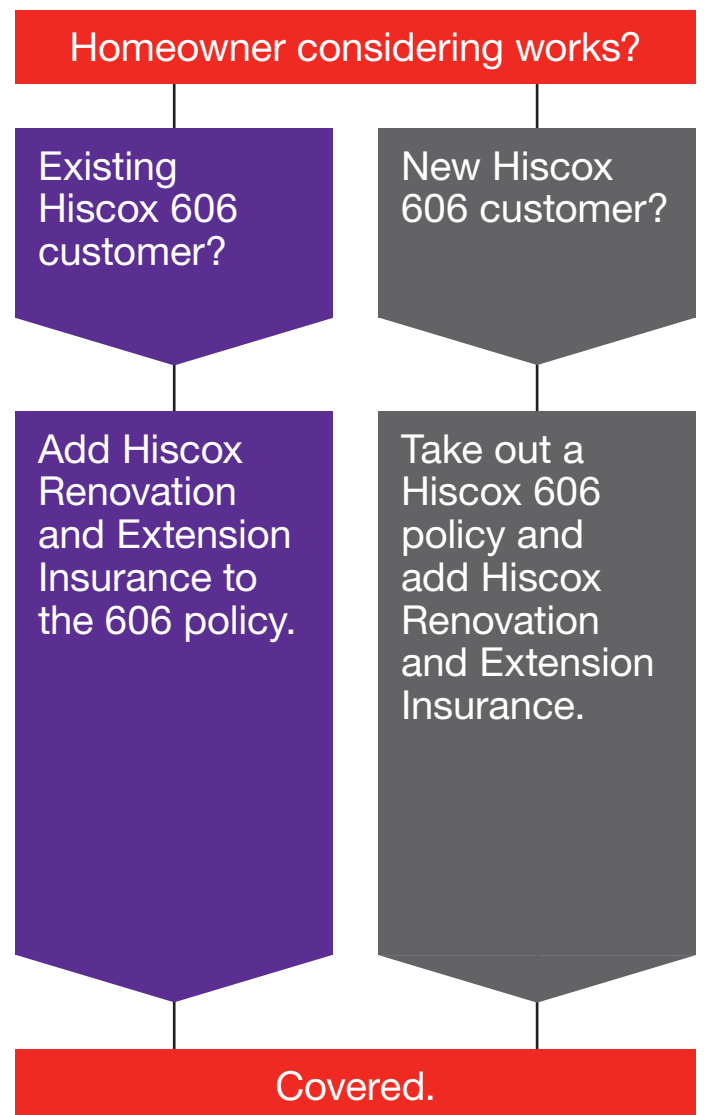 Homeowner considering works?
Existing
Hiscox 606
customer?
Add Hiscox
Renovation
and Extension
Insurance to
the 606 policy.
New Hiscox
606 customer?
Take out a
Hiscox 606
policy and
add Hiscox
Renovation
and Extension
Insurance.
Covered.